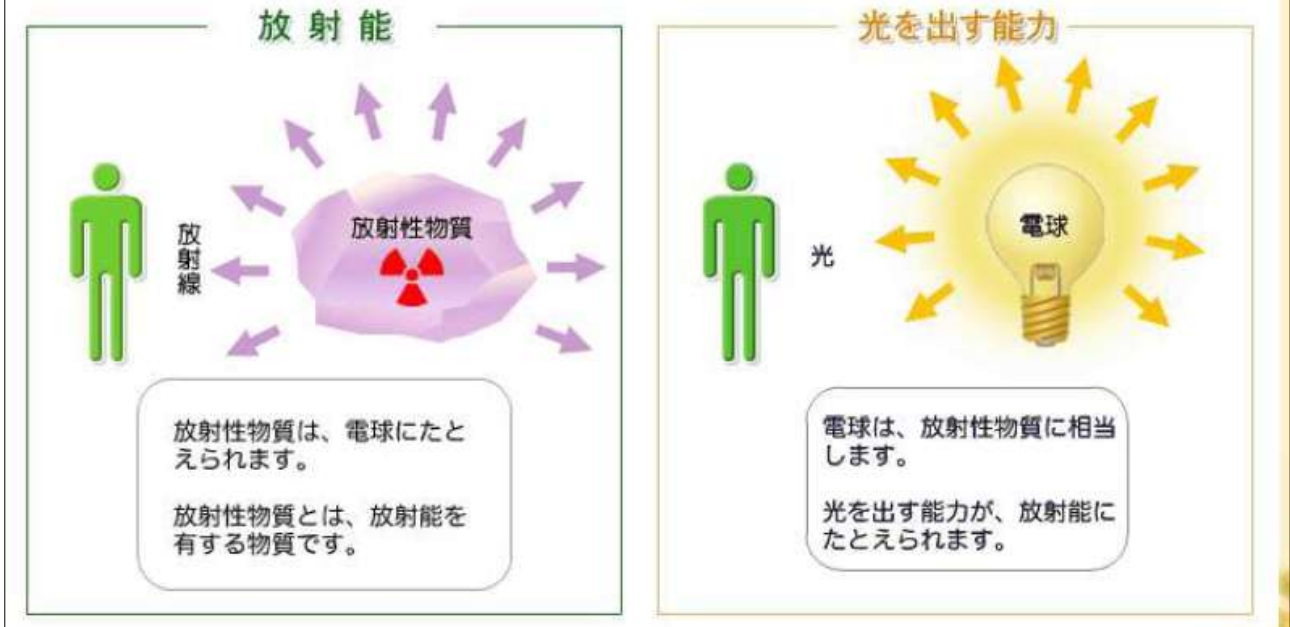 放射能
放射線
放射性物質
放射性物質は、電球にたと
えられます。
放射性物質とは、放射能を
有する物質です。
光を出す能力
光
電球
電球は、放射性物質に相当
します。
光を出す能力が、放射能に
たとえられます。